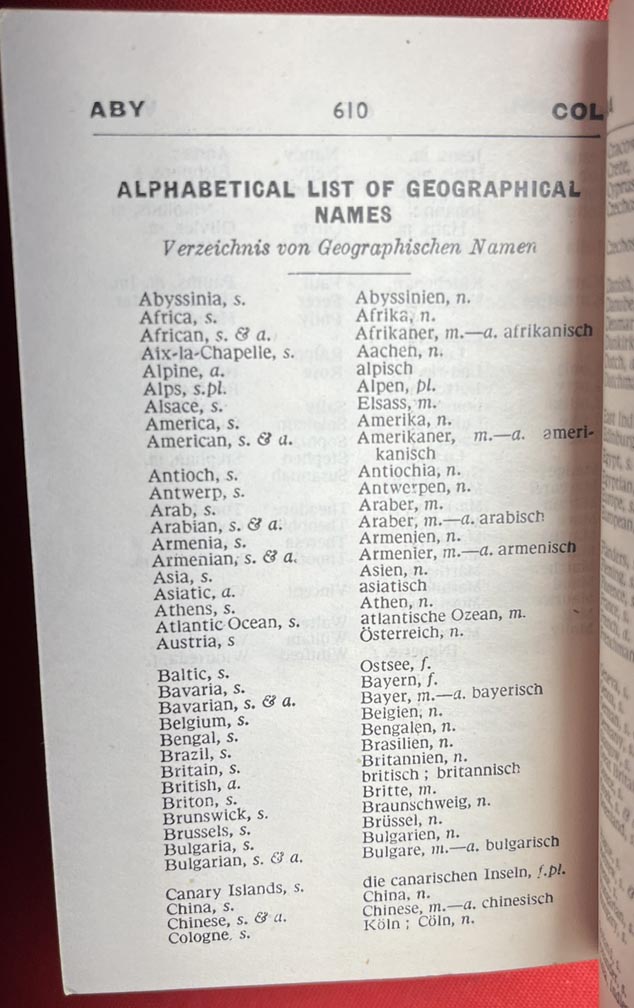 ABY 610 COL
ALPHABETICAL LIST OF GEOGRAPHICAL
NAMES
Verzeichnis von Geographischen Namen
Abyssinia, s. Abyssinien, n.
Africa, s. Afrika, n.
African, s. & a. Afrikaner, m.—a. afrikanisch
Aix-la-Chapelle, s. Aachen, n.
Alpine, a. alpisch
Alps, s.pl. Alpen, pl.
Alsace, s. Elsass, m.
America, s. Amerika, n.
American, s. & a. Amerikaner, m.—a. ameri-
kanisch
Antioch, s. Antiochia, n.
Antwerp, s. Antwerpen, n.
Arab, s. Araber, m.
Arabian, s. & a. Araber, m.—a. arabisch
Armenia, s. Armenien, n.
Armenian, s. & a. Armenier, m.—a. armenisch
Asia, s. Asien, n.
Asiatic, a. asiatisch
Athens, s. Athen, n.
Atlantic Ocean, s. atlantische Ozean, m.
Austria, s Österreich, n.
Baltic, s. Ostsee, f.
Bavaria, s. Bayern, f.
Bavarian, s. & a. Bayer, m.—a. bayerisch
Belgium, s. Belgien, n.
Bengal, s. Bengalen, n.
Brazil, s. Brasilien, n.
Britain, s. Britannien, n.
British, a. britisch ; britannisch
Briton, s. Britte, m.
Brunswick, s. Braunschweig, n.
Brussels, s. Brüssel, n.
Bulgaria, s. Bulgarien, n.
Bulgarian, s. & a. Bulgare, m.—a. bulgarisch
Canary Islands, s. die canarischen Inseln, f.pl.
China, s. China, n.
Chinese, s. & a. Chinese, m.—a. chinesisch
Cologne. s. Köln ; Cöln, n.